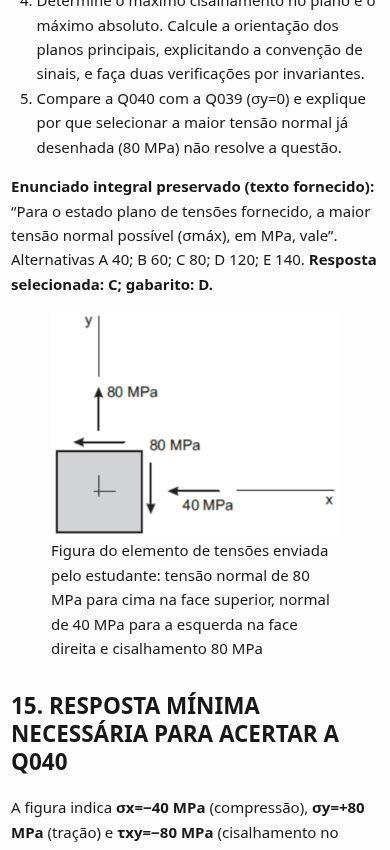 4. Determine o máximo cisalhamento no plano e o
máximo absoluto. Calcule a orientação dos
planos principais, explicitando a convenção de
sinais, e faça duas verificações por invariantes.
5. Compare a Q040 com a Q039 (σy=0) e explique
por que selecionar a maior tensão normal já
desenhada (80 MPa) não resolve a questão.
Enunciado integral preservado (texto fornecido):
“Para o estado plano de tensões fornecido, a maior
tensão normal possível (σmáx), em MPa, vale”.
Alternativas A 40; B 60; C 80; D 120; E 140. Resposta
selecionada: C; gabarito: D.
y
80 MPa
80 MPa
40 MPa
x
Figura do elemento de tensões enviada
pelo estudante: tensão normal de 80
MPa para cima na face superior, normal
de 40 MPa para a esquerda na face
direita e cisalhamento 80 MPa
15. RESPOSTA MÍNIMA
NECESSÁRIA PARA ACERTAR A
Q040
A figura indica σx=−40 MPa (compressão), σy=+80
MPa (tração) e τxy=−80 MPa (cisalhamento no